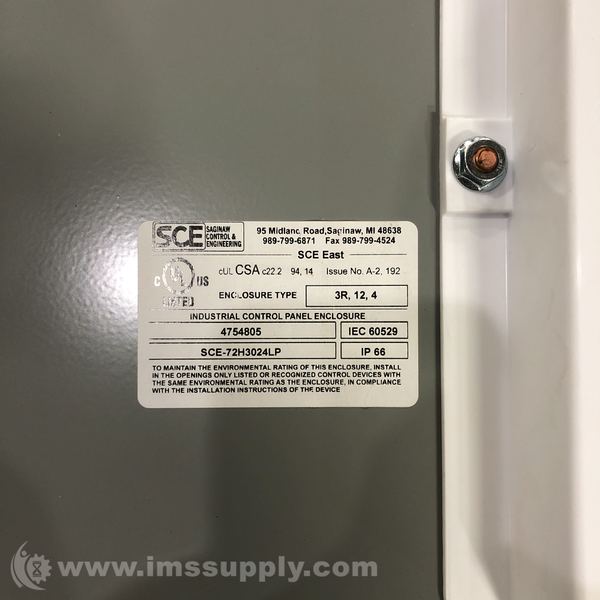 SCE SAGINAW CONTROL & ENGINEERING
95 Midland Road, Saginaw, MI 48638
989-799-6871 Fax 989-799-4524
SCE East
C UL US LISTED
cUL CSA c22.2 94, 14 Issue No. A-2, 192
ENCLOSURE TYPE 3R, 12, 4
INDUSTRIAL CONTROL PANEL ENCLOSURE
4754805 IEC 60529
SCE-72H3024LP IP 66
TO MAINTAIN THE ENVIRONMENTAL RATING OF THIS ENCLOSURE, INSTALL
IN THE OPENINGS ONLY LISTED OR RECOGNIZED CONTROL DEVICES WITH
THE SAME ENVIRONMENTAL RATING AS THE ENCLOSURE, IN COMPLIANCE
WITH THE INSTALLATION INSTRUCTIONS OF THE DEVICE
www.imssupply.com